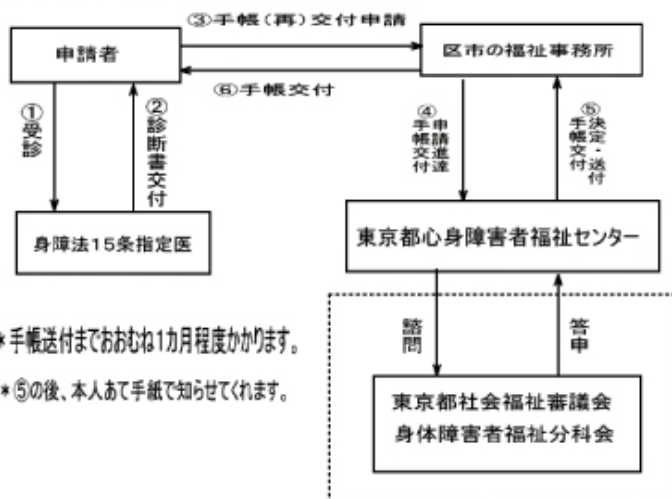 ③手帳(再)交付申請
申請者
区市の福祉事務所
⑥手帳交付
①受診
②診断書交付
④手帳交付
申請進達
⑤手帳交付
決定・送付
身障法15条指定医
東京都心身障害者福祉センター
*手帳送付までおおむね1カ月程度かかります。
諮問
答申
*⑤の後、本人あて手紙で知らせてくれます。
東京都社会福祉審議会
身体障害者福祉分科会